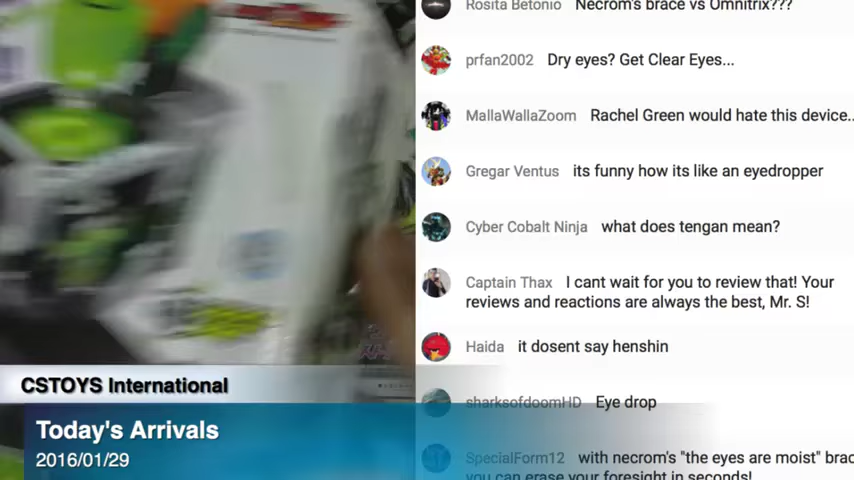 Rosita Betonio Necrom's brace vs Omnitrix???
prfan2002 Dry eyes? Get Clear Eyes...
MallaWallaZoom Rachel Green would hate this device..
Gregar Ventus its funny how its like an eyedropper
Cyber Cobalt Ninja what does tengan mean?
Captain Thax I cant wait for you to review that! Your
reviews and reactions are always the best, Mr. S!
Haida it dosent say henshin
sharksofdoomHD Eye drop
SpecialForm12 with necrom's "the eyes are moist" brac
you can erase your foresight in seconds!
CSTOYS International
Today's Arrivals
2016/01/29